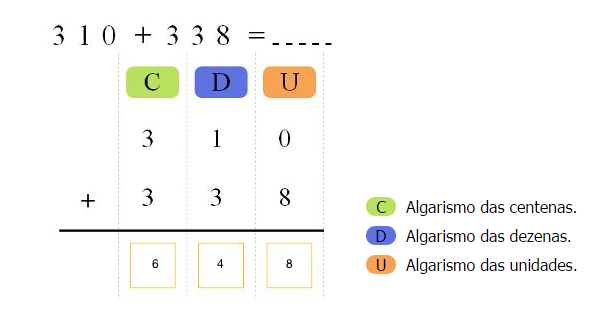 310 + 338 = _____
C D U
3 1 0
+ 3 3 8
6 4 8
C Algarismo das centenas.
D Algarismo das dezenas.
U Algarismo das unidades.